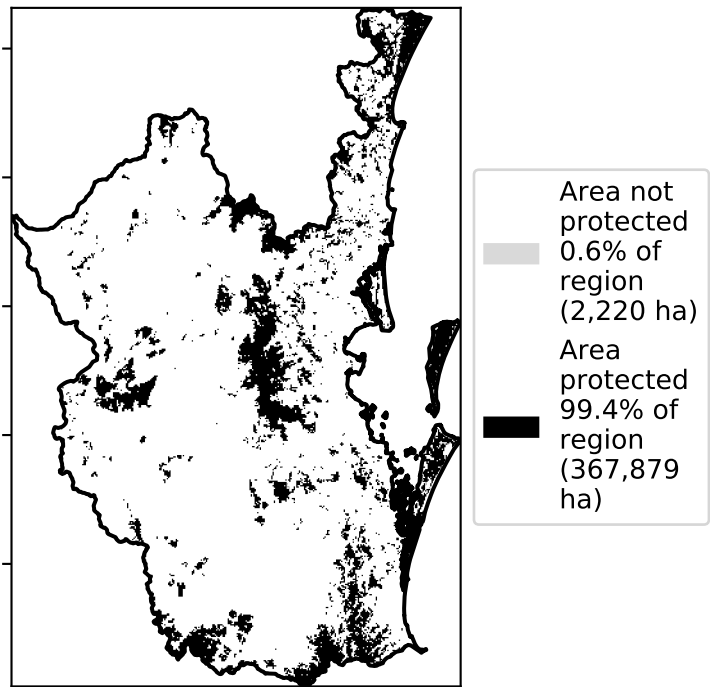 Area not
protected
0.6% of
region
(2,220 ha)
Area
protected
99.4% of
region
(367,879
ha)